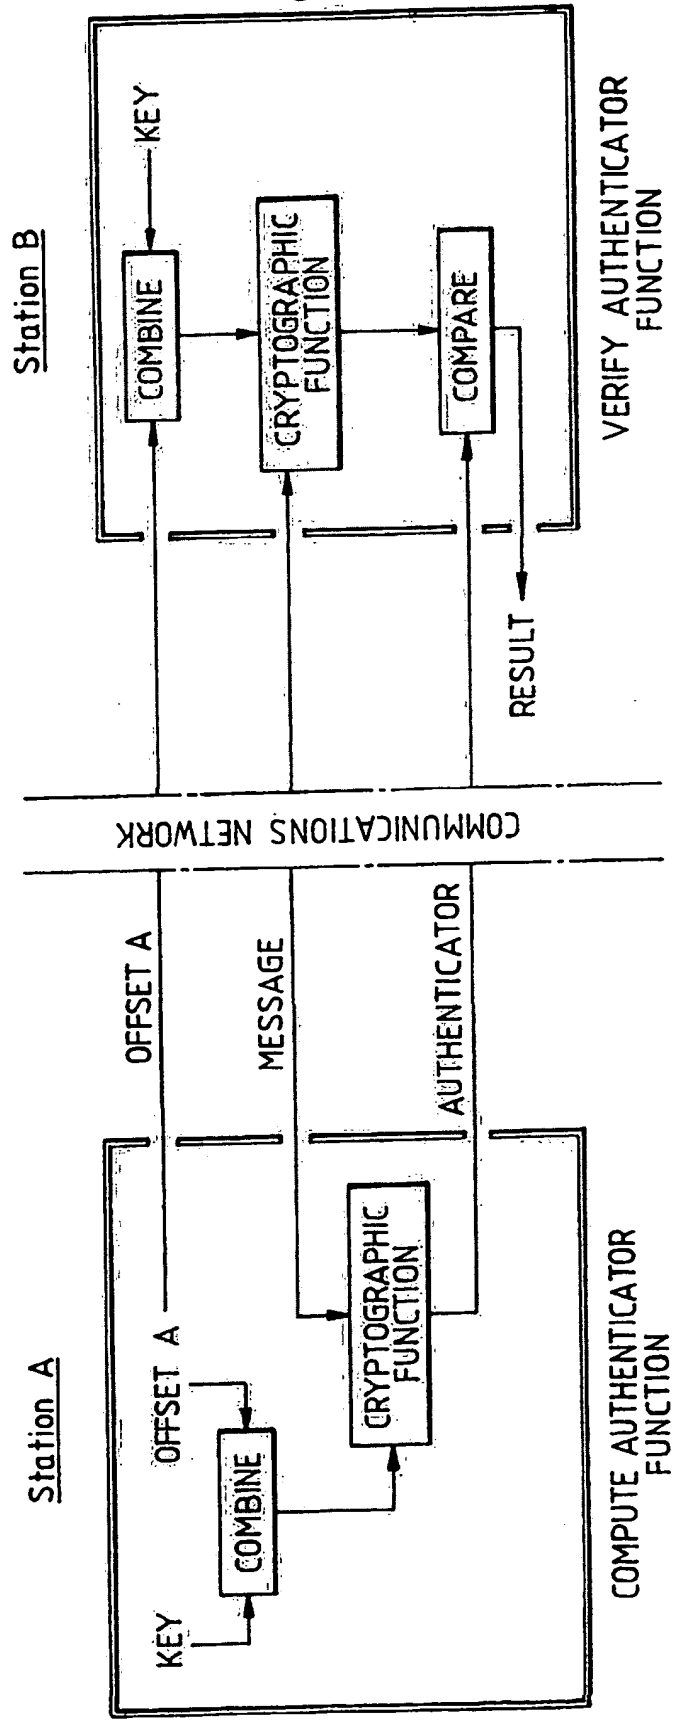 Station A
KEY
OFFSET A
COMBINE
CRYPTOGRAPHIC
FUNCTION
COMPUTE AUTHENTICATOR
FUNCTION
OFFSET A
MESSAGE
AUTHENTICATOR
COMMUNICATIONS NETWORK
Station B
KEY
COMBINE
CRYPTOGRAPHIC
FUNCTION
COMPARE
RESULT
VERIFY AUTHENTICATOR
FUNCTION